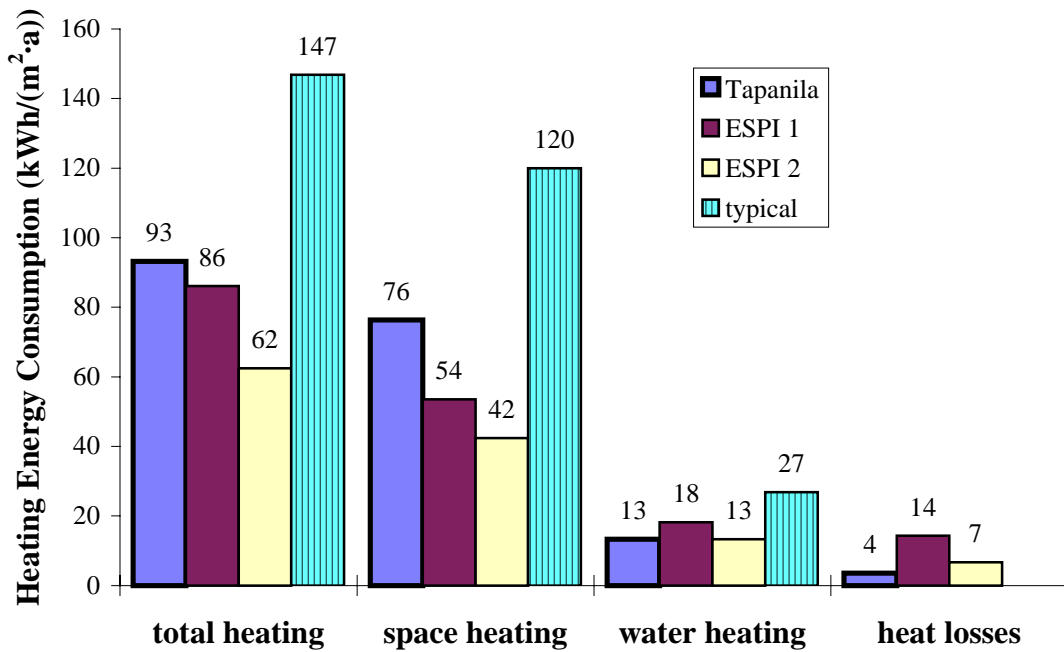 Heating Energy Consumption (kWh/(m²·a))
160
140
120
100
80
60
40
20
0
93
86
62
147
76
54
42
120
13
18
13
27
4
14
7
Tapanila
ESPI 1
ESPI 2
typical
total heating
space heating
water heating
heat losses